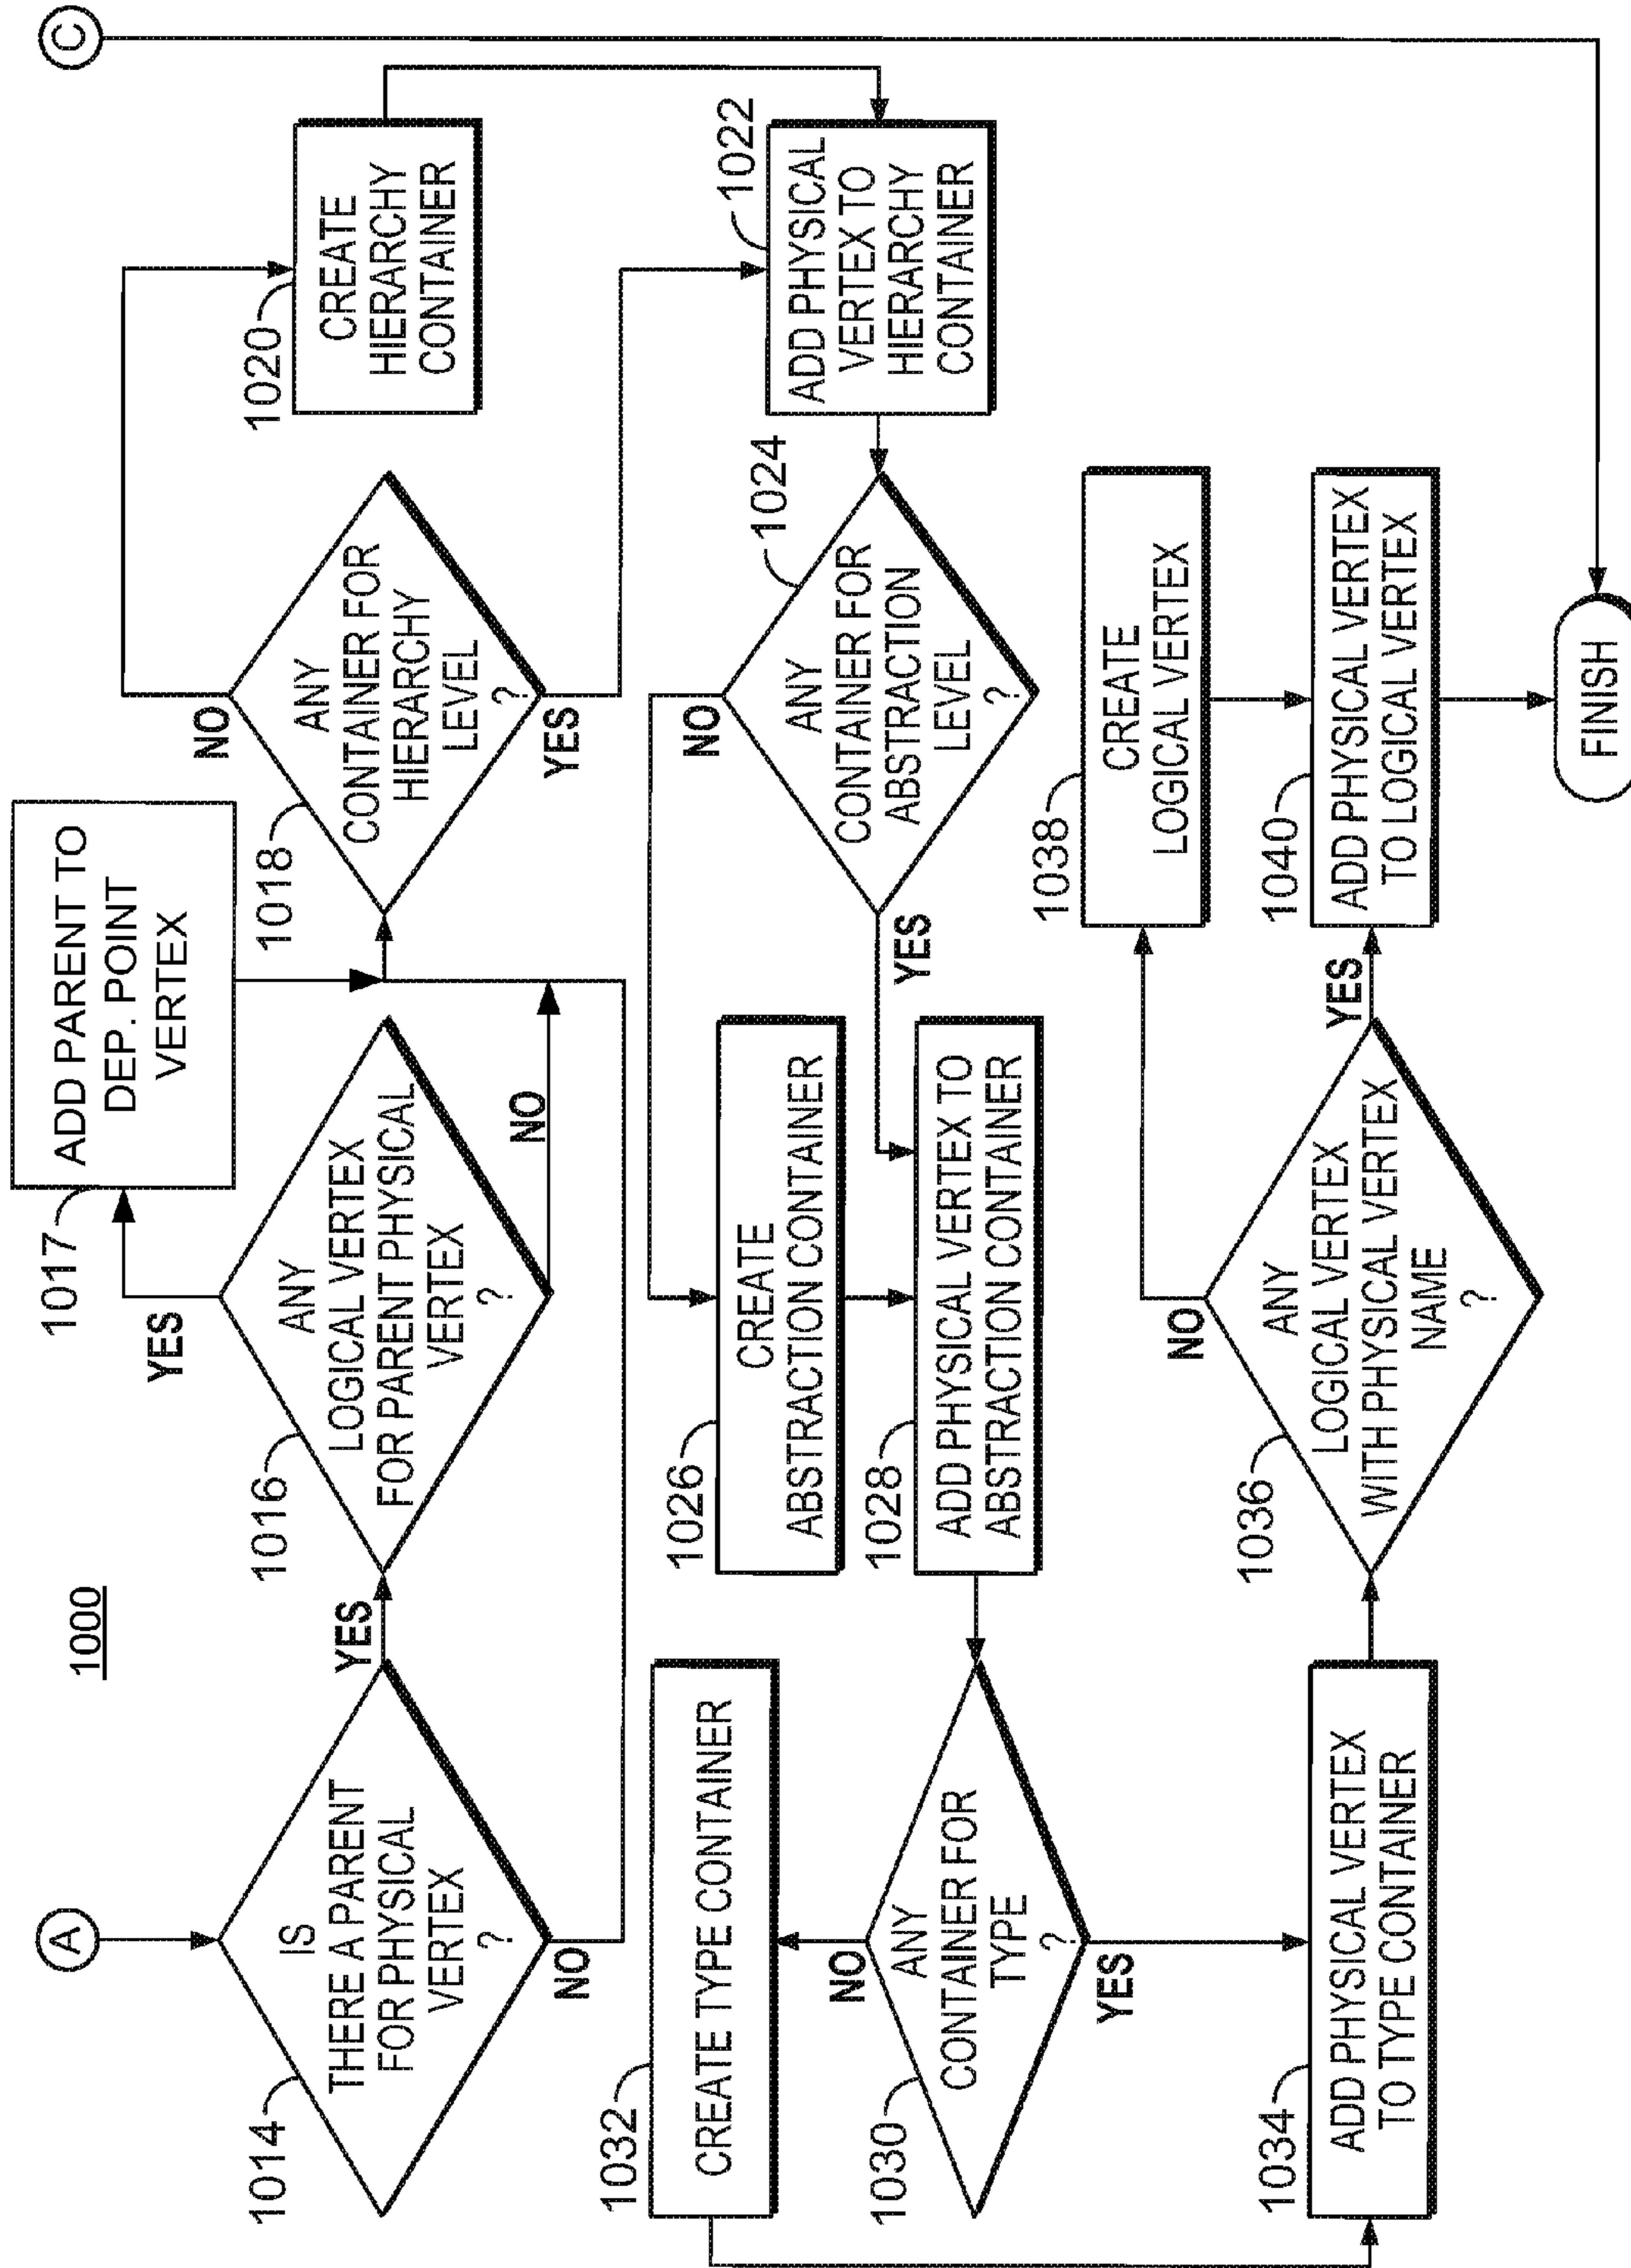 1000
A
1014
IS
THERE A PARENT
FOR PHYSICAL
VERTEX
?
YES
NO
1016
ANY
LOGICAL VERTEX
FOR PARENT PHYSICAL
VERTEX
?
YES
NO
1017
ADD PARENT TO
DEP. POINT
VERTEX
1018
ANY
CONTAINER FOR
HIERARCHY
LEVEL
?
NO
YES
1020
CREATE
HIERARCHY
CONTAINER
C
1022
ADD PHYSICAL
VERTEX TO
HIERARCHY
CONTAINER
1024
ANY
CONTAINER FOR
ABSTRACTION
LEVEL
?
NO
YES
1026
CREATE
ABSTRACTION CONTAINER
1028
ADD PHYSICAL VERTEX TO
ABSTRACTION CONTAINER
1030
ANY
CONTAINER FOR
TYPE
?
NO
YES
1032
CREATE TYPE CONTAINER
1034
ADD PHYSICAL VERTEX
TO TYPE CONTAINER
1036
ANY
LOGICAL VERTEX
WITH PHYSICAL VERTEX
NAME
?
NO
YES
1038
CREATE
LOGICAL VERTEX
1040
ADD PHYSICAL VERTEX
TO LOGICAL VERTEX
FINISH